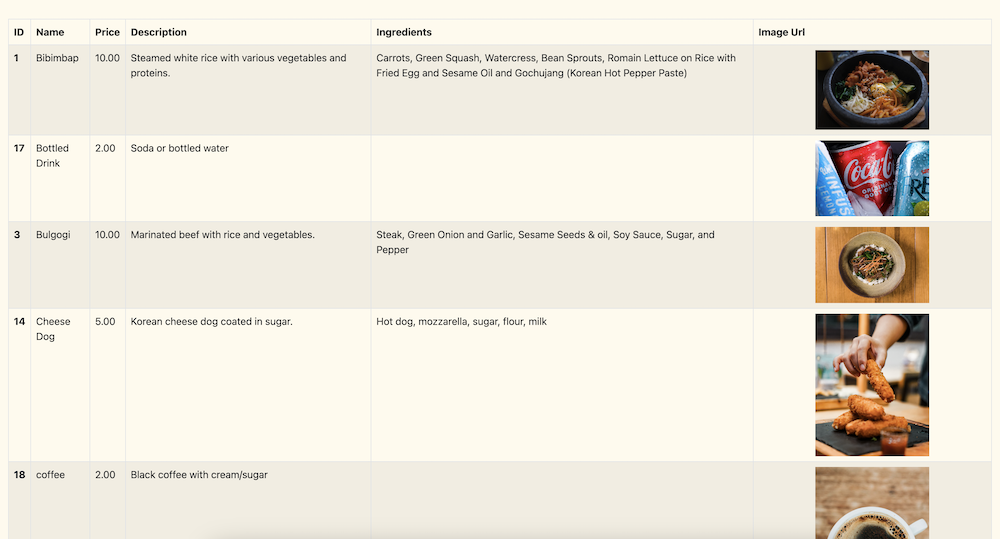 ID Name Price Description Ingredients Image Url
1 Bibimbap 10.00 Steamed white rice with various vegetables and Carrots, Green Squash, Watercress, Bean Sprouts, Romain Lettuce on Rice with
proteins. Fried Egg and Sesame Oil and Gochujang (Korean Hot Pepper Paste)
17 Bottled 2.00 Soda or bottled water
Drink
Coca-C
ORIGINAL
INFUS
3 Bulgogi 10.00 Marinated beef with rice and vegetables. Steak, Green Onion and Garlic, Sesame Seeds & oil, Soy Sauce, Sugar, and
Pepper
14 Cheese 5.00 Korean cheese dog coated in sugar. Hot dog, mozzarella, sugar, flour, milk
Dog
18 coffee 2.00 Black coffee with cream/sugar